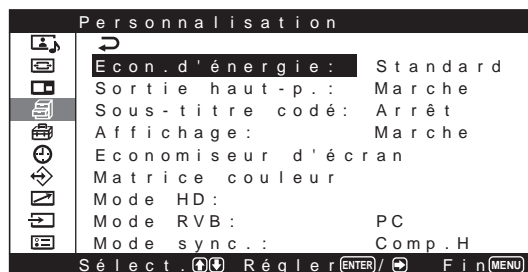 Personnalisation
Econ.d'énergie: Standard
Sortie haut-p.: Marche
Sous-titre codé: Arrêt
Affichage: Marche
Economiseur d'écran
Matrice couleur
Mode HD:
Mode RVB: PC
Mode sync.: Comp.H
Sélect. Régler ENTER / Fin MENU